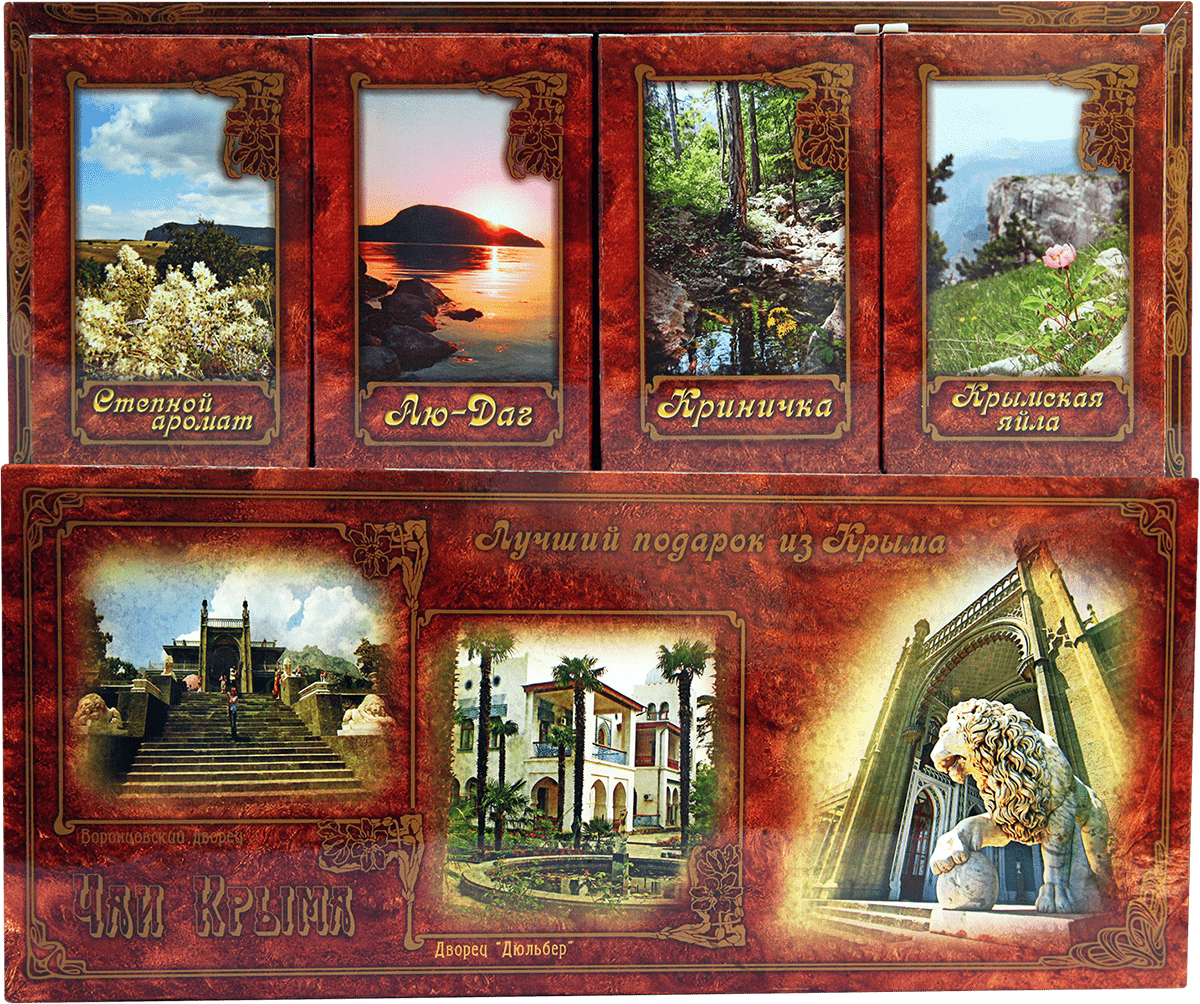 Степной
аромат
Аю-Даг
Криничка
Крымская
яйла
Лучший подарок из Крыма
Воронцовский дворец
Чаи Крыма
Дворец "Дюльбер"